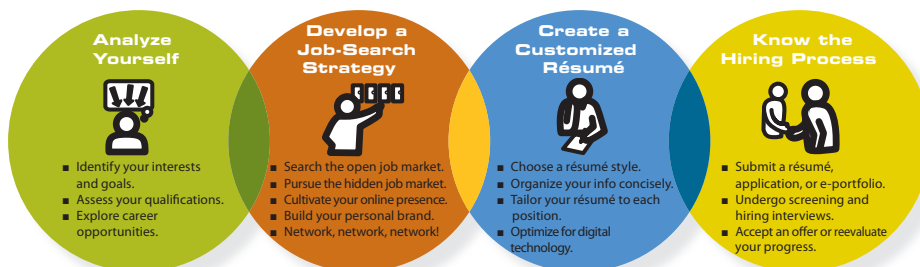 Analyze
Yourself
■ Identify your interests
and goals.
■ Assess your qualifications.
■ Explore career
opportunities.
Develop a
Job-Search
Strategy
■ Search the open job market.
■ Pursue the hidden job market.
■ Cultivate your online presence.
■ Build your personal brand.
■ Network, network, network!
Create a
Customized
Résumé
■ Choose a résumé style.
■ Organize your info concisely.
■ Tailor your résumé to each
position.
■ Optimize for digital
technology.
Know the
Hiring Process
■ Submit a résumé,
application, or e-portfolio.
■ Undergo screening and
hiring interviews.
■ Accept an offer or reevaluate
your progress.